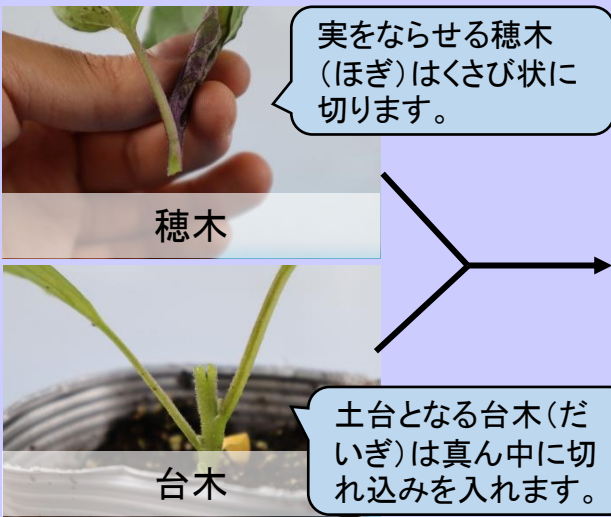 実をならせる穂木
（ほぎ）はくさび状に
切ります。
穂木
土台となる台木（だ
いぎ）は真ん中に切
れ込みを入れます。
台木